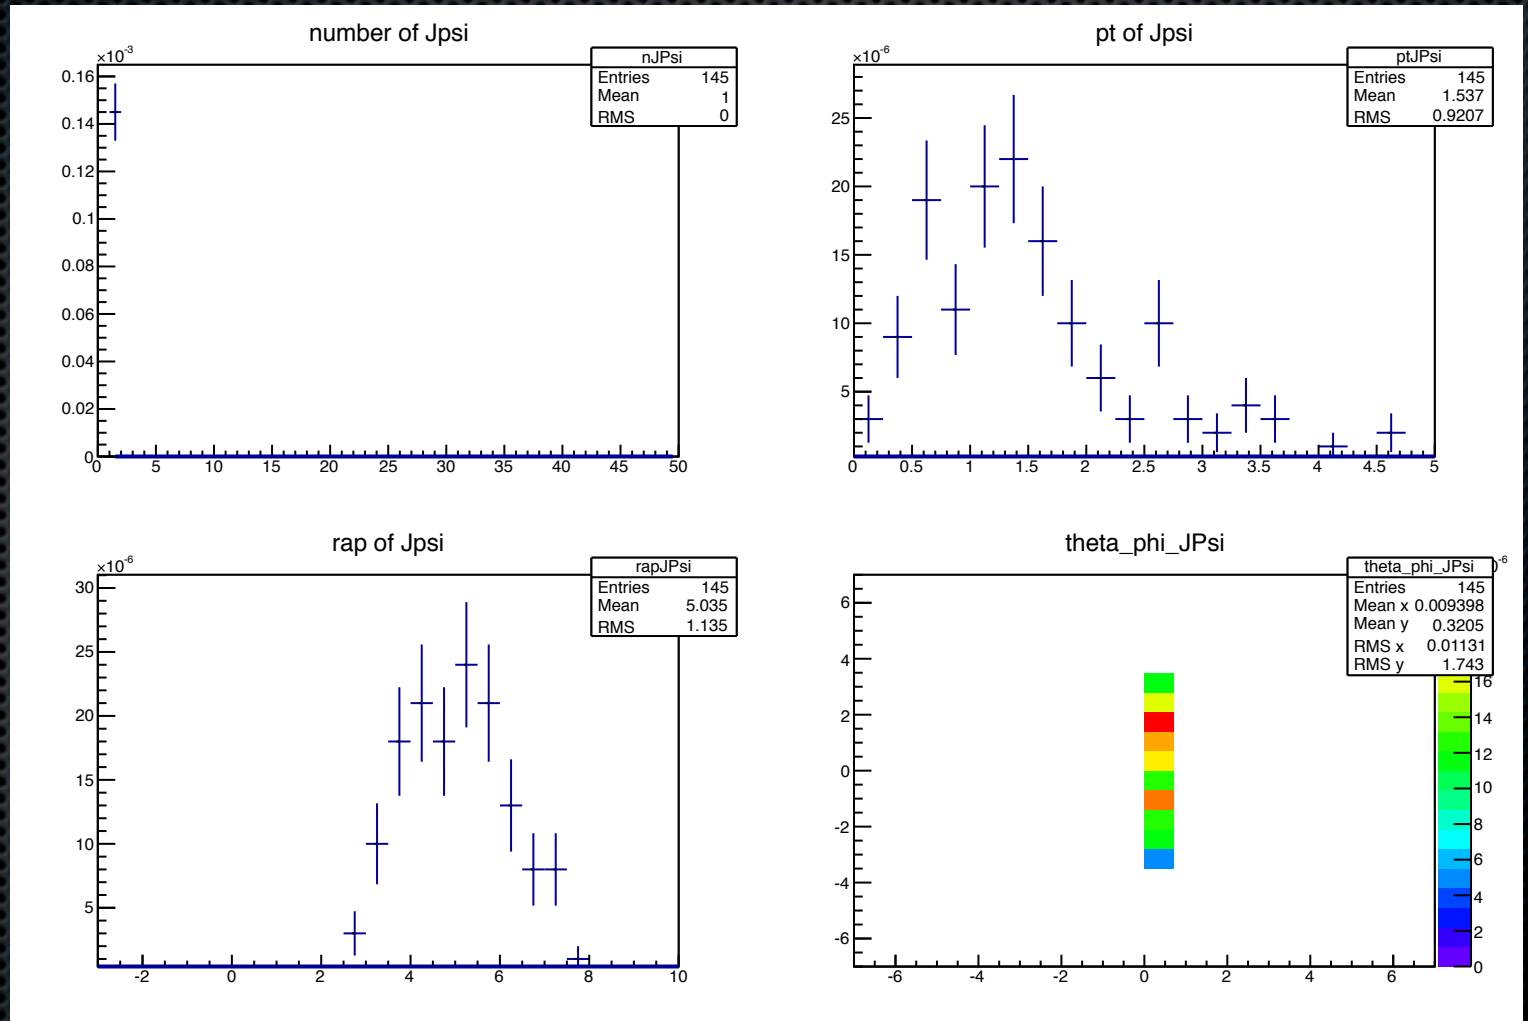 number of Jpsi
×10-3
nJPsi
Entries 145
Mean 1
RMS 0
0.16
0.14
0.12
0.1
0.08
0.06
0.04
0.02
0
0 5 10 15 20 25 30 35 40 45 50
pt of Jpsi
×10-6
ptJPsi
Entries 145
Mean 1.537
RMS 0.9207
25
20
15
10
5
0 0.5 1 1.5 2 2.5 3 3.5 4 4.5 5
rap of Jpsi
×10-6
rapJPsi
Entries 145
Mean 5.035
RMS 1.135
30
25
20
15
10
5
-2 0 2 4 6 8 10
theta_phi_JPsi
0-6
theta_phi_JPsi
Entries 145
Mean x 0.009398
Mean y 0.3205
RMS x 0.01131
RMS y 1.743
6
4
2
0
-2
-4
-6
-6 -4 -2 0 2 4 6
16
14
12
10
8
6
4
2
0